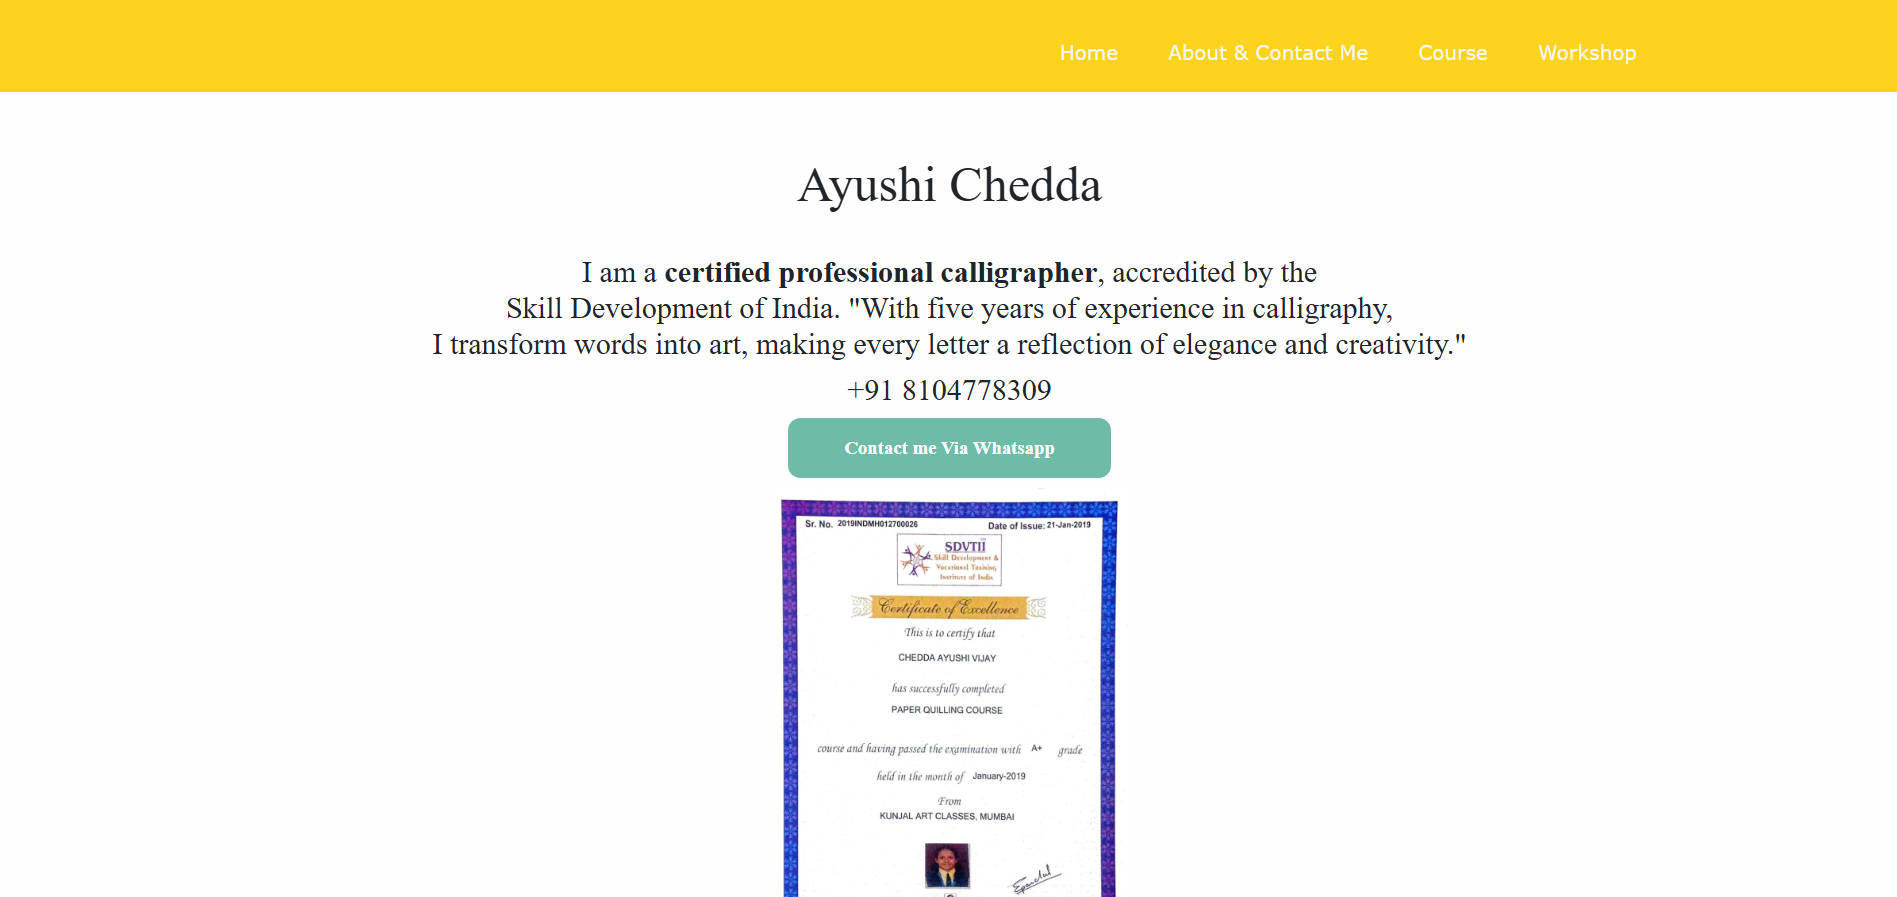 Home About & Contact Me Course Workshop
Ayushi Chedda
I am a certified professional calligrapher, accredited by the
Skill Development of India. "With five years of experience in calligraphy,
I transform words into art, making every letter a reflection of elegance and creativity."
+91 8104778309
Contact me Via Whatsapp
Sr. No. 2019INDMH012700026 Date of Issue: 21-Jan-2019
SDVTII
Skill Development &
Vocational Training
Institute of India
Certificate of Excellence
This is to certify that
CHEDDA AYUSHI VIJAY
has successfully completed
PAPER QUILLING COURSE
course and having passed the examination with A+ grade
held in the month of January-2019
From
KUNJAL ART CLASSES, MUMBAI